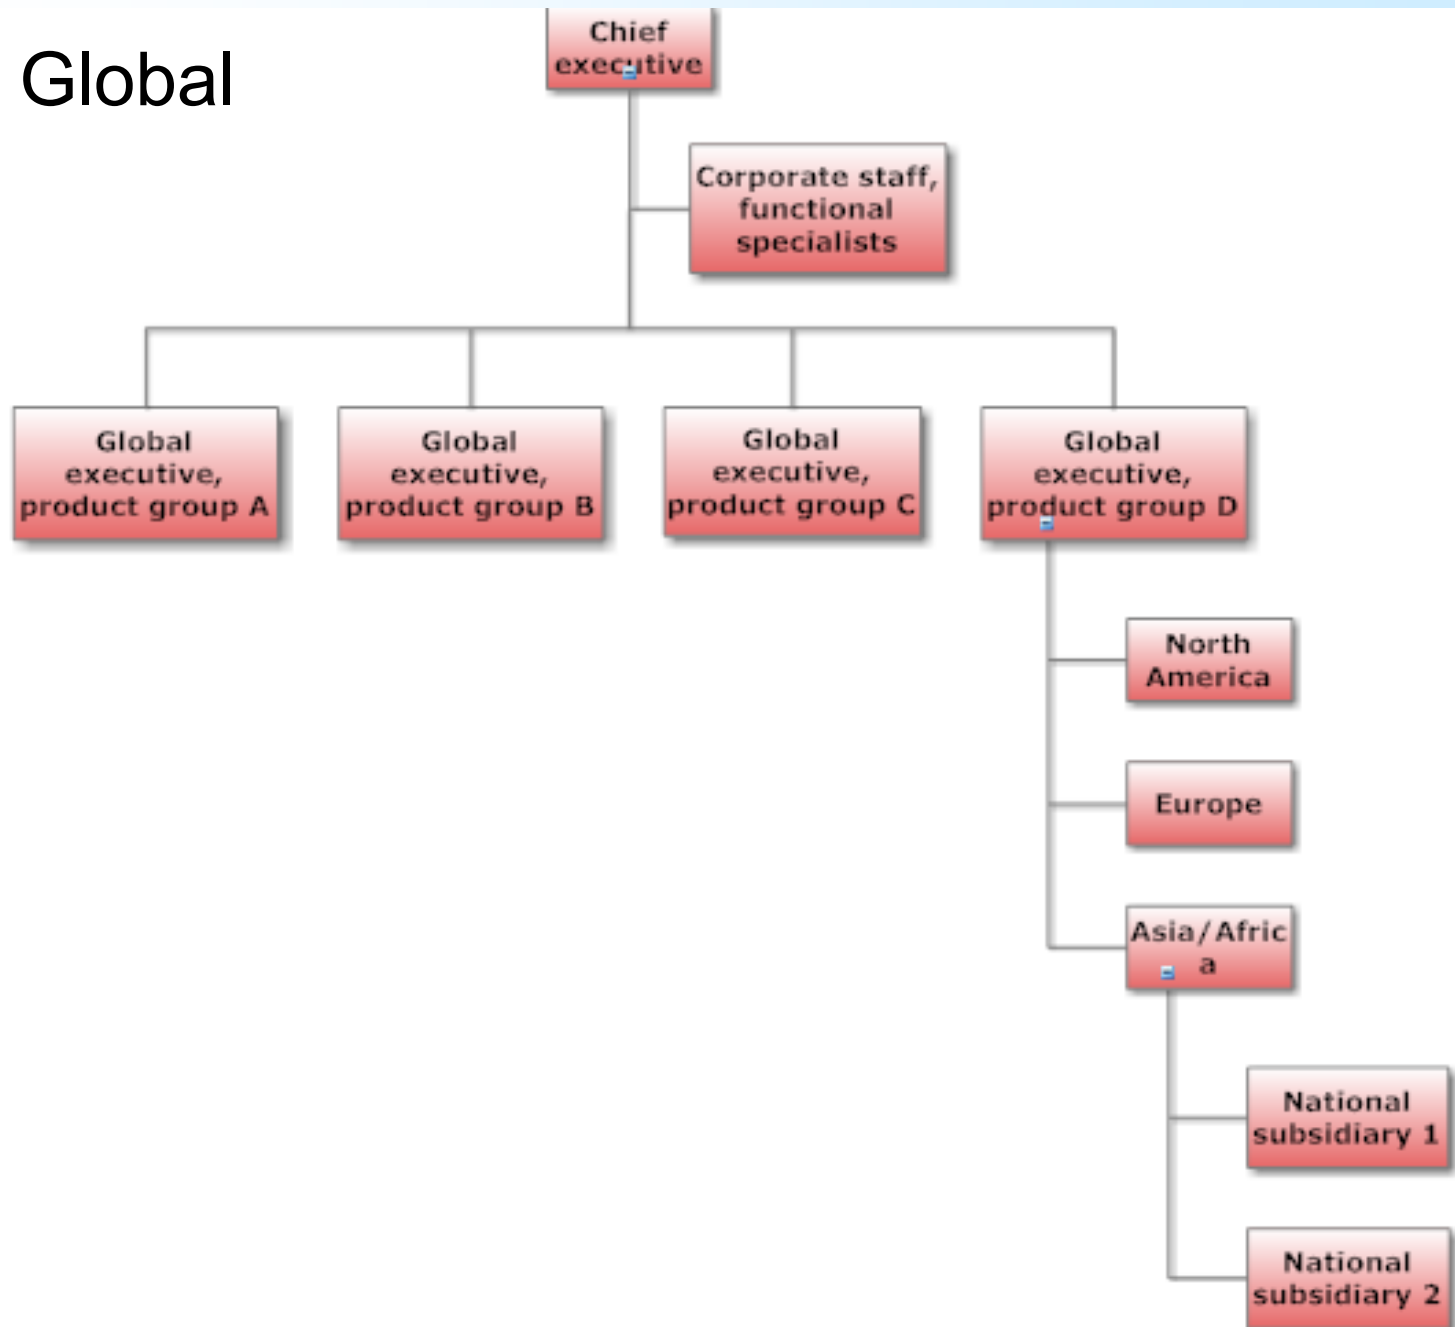 Global
Chief
executive
Corporate staff,
functional
specialists
Global
executive,
product group A
Global
executive,
product group B
Global
executive,
product group C
Global
executive,
product group D
North
America
Europe
Asia/Afric
a
National
subsidiary 1
National
subsidiary 2